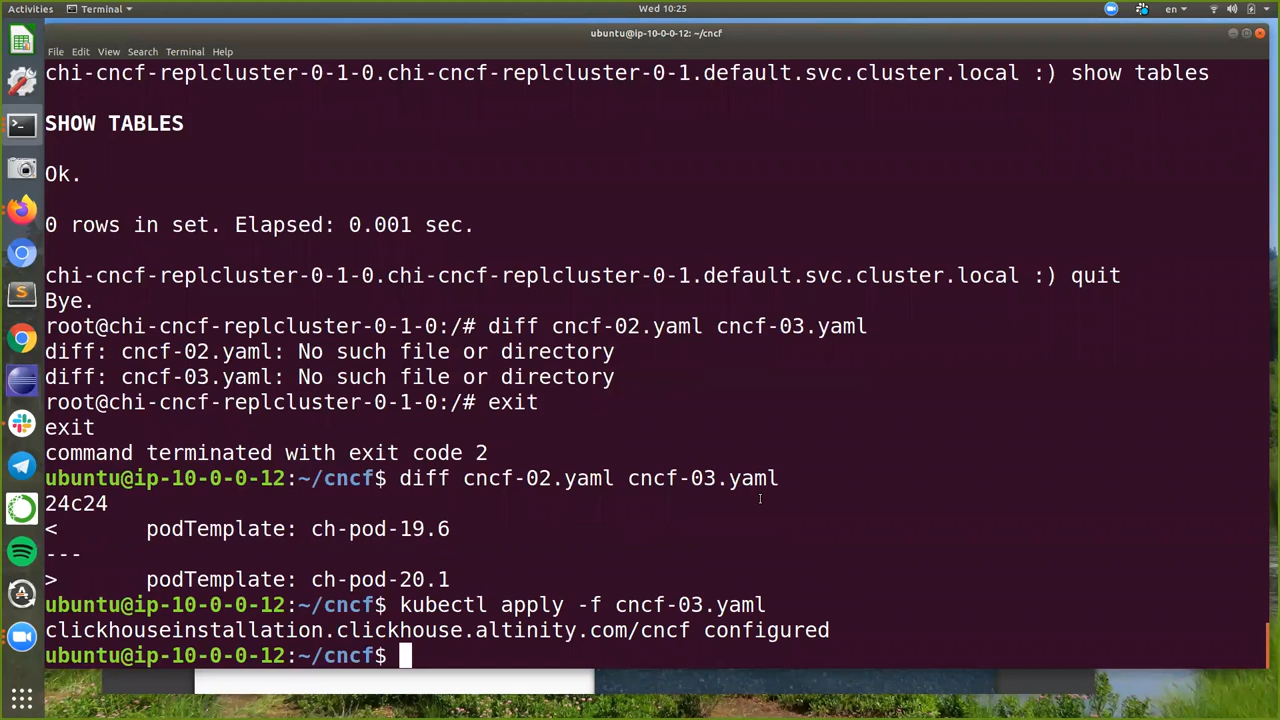 Activities
Terminal
Wed 10:25
en
ubuntu@ip-10-0-0-12: ~/cncf
File Edit View Search Terminal Help
chi-cncf-replcluster-0-1-0.chi-cncf-replcluster-0-1.default.svc.cluster.local :) show tables
SHOW TABLES
Ok.
0 rows in set. Elapsed: 0.001 sec.
chi-cncf-replcluster-0-1-0.chi-cncf-replcluster-0-1.default.svc.cluster.local :) quit
Bye.
root@chi-cncf-replcluster-0-1-0:/# diff cncf-02.yaml cncf-03.yaml
diff: cncf-02.yaml: No such file or directory
diff: cncf-03.yaml: No such file or directory
root@chi-cncf-replcluster-0-1-0:/# exit
exit
command terminated with exit code 2
ubuntu@ip-10-0-0-12:~/cncf$ diff cncf-02.yaml cncf-03.yaml
24c24
<       podTemplate: ch-pod-19.6
---
>       podTemplate: ch-pod-20.1
ubuntu@ip-10-0-0-12:~/cncf$ kubectl apply -f cncf-03.yaml
clickhouseinstallation.clickhouse.altinity.com/cncf configured
ubuntu@ip-10-0-0-12:~/cncf$